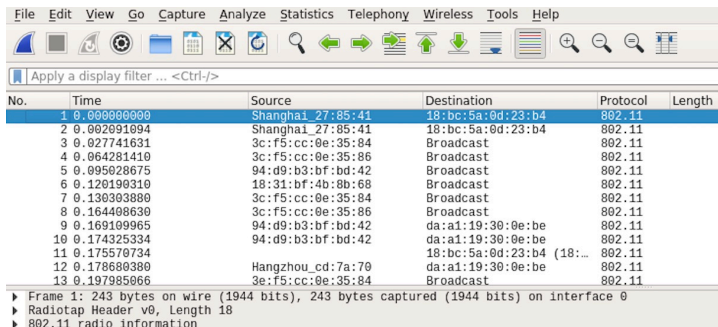 File Edit View Go Capture Analyze Statistics Telephony Wireless Tools Help
Apply a display filter ... <Ctrl-/>
No. Time Source Destination Protocol Length
1 0.000000000 Shanghai_27:85:41 18:bc:5a:0d:23:b4 802.11
2 0.002091094 Shanghai_27:85:41 18:bc:5a:0d:23:b4 802.11
3 0.027741631 3c:f5:cc:0e:35:84 Broadcast 802.11
4 0.064281410 3c:f5:cc:0e:35:86 Broadcast 802.11
5 0.095028675 94:d9:b3:bf:bd:42 Broadcast 802.11
6 0.120190310 18:31:bf:4b:8b:68 Broadcast 802.11
7 0.130303880 3c:f5:cc:0e:35:84 Broadcast 802.11
8 0.164408630 3c:f5:cc:0e:35:86 Broadcast 802.11
9 0.169109965 94:d9:b3:bf:bd:42 da:a1:19:30:0e:be 802.11
10 0.174325334 94:d9:b3:bf:bd:42 da:a1:19:30:0e:be 802.11
11 0.175570734 18:bc:5a:0d:23:b4 (18:… 802.11
12 0.178680380 Hangzhou_cd:7a:70 da:a1:19:30:0e:be 802.11
13 0.197985066 3e:f5:cc:0e:35:84 Broadcast 802.11
Frame 1: 243 bytes on wire (1944 bits), 243 bytes captured (1944 bits) on interface 0
Radiotap Header v0, Length 18
802.11 radio information